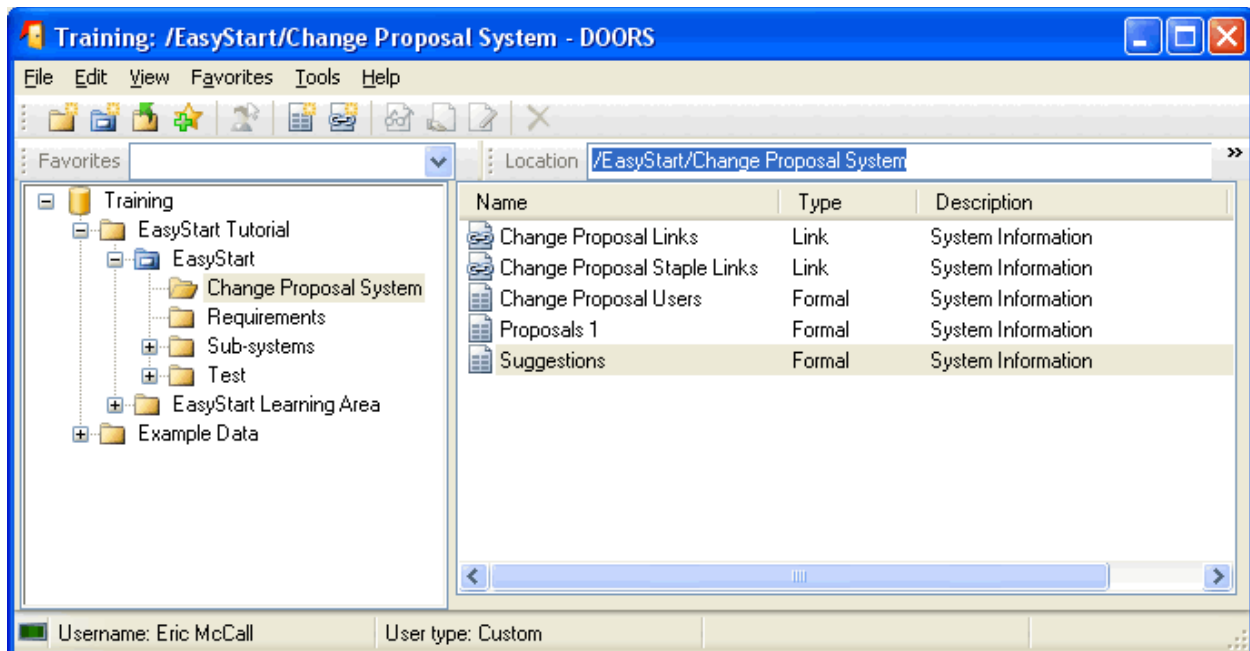 Training: /EasyStart/Change Proposal System - DOORS
File Edit View Favorites Tools Help
Favorites Location /EasyStart/Change Proposal System »
Training
EasyStart Tutorial
EasyStart
Change Proposal System
Requirements
Sub-systems
Test
EasyStart Learning Area
Example Data
Name Type Description
Change Proposal Links Link System Information
Change Proposal Staple Links Link System Information
Change Proposal Users Formal System Information
Proposals 1 Formal System Information
Suggestions Formal System Information
Username: Eric McCall User type: Custom